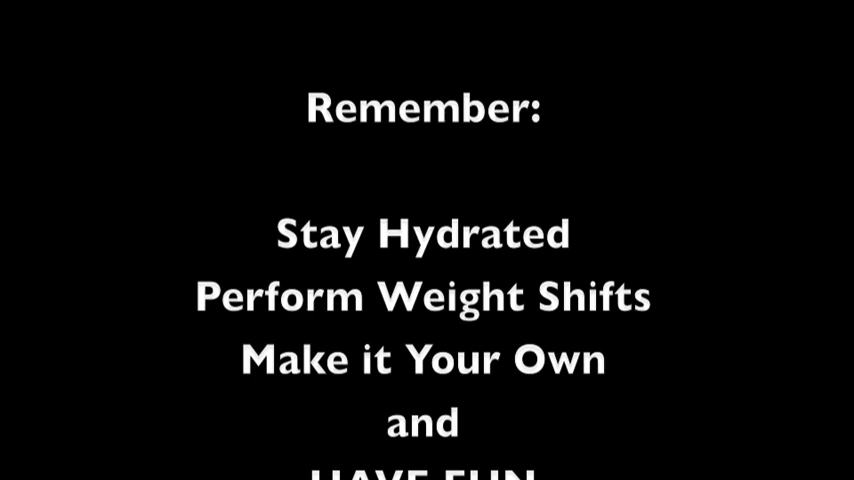 Remember:
Stay Hydrated
Perform Weight Shifts
Make it Your Own
and
HAVE FUN